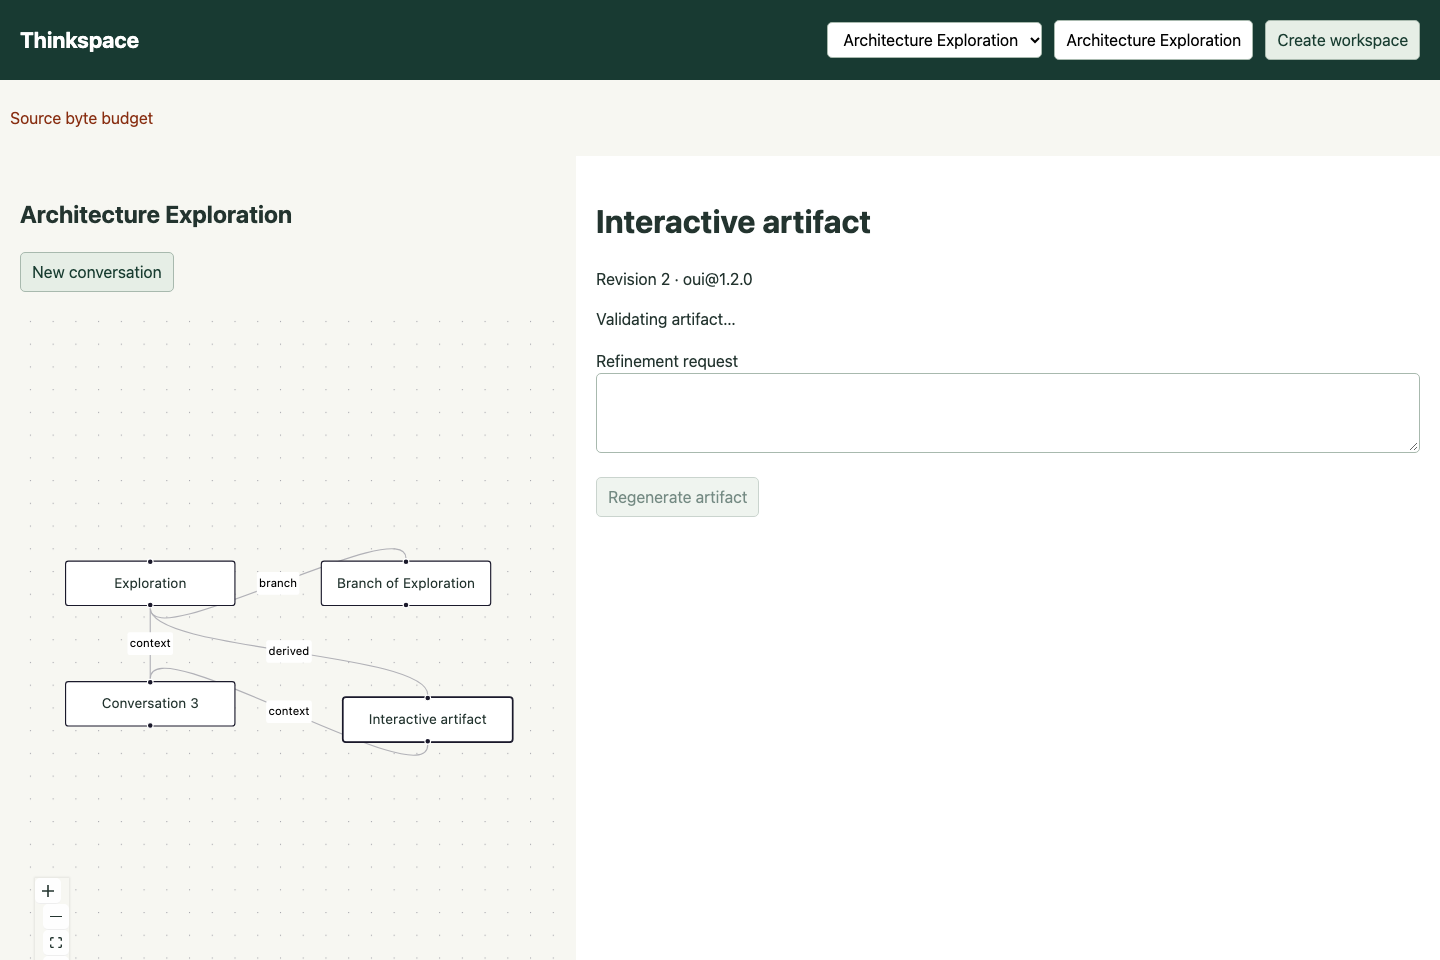 Thinkspace
Architecture Exploration
Architecture Exploration
Create workspace
Source byte budget
Architecture Exploration
New conversation
Exploration
branch
Branch of Exploration
context
derived
Conversation 3
context
Interactive artifact
Interactive artifact
Revision 2 · oui@1.2.0
Validating artifact...
Refinement request
Regenerate artifact